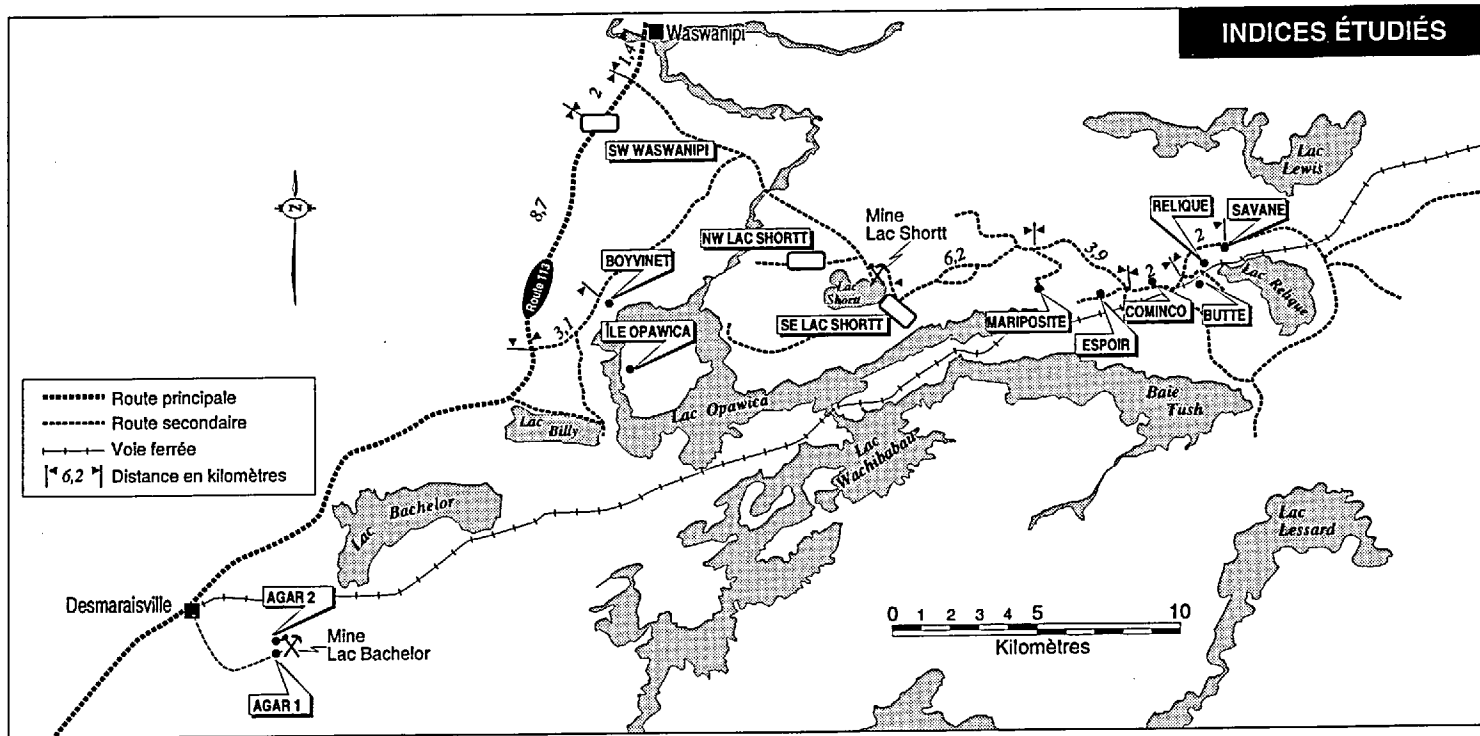 INDICES ÉTUDIÉS
Waswanipi
1,4
2
SW WASWANIPI
8,7
Lac
Lewis
N
RELIQUE
SAVANE
Mine
Lac Shortt
NW LAC SHORTT
BOYVINET
2
3,9
6,2
2
Lac Relique
Route 113
Lac
Shortt
SE LAC SHORTT
MARIPOSITE
COMINCO
BUTTE
ESPOIR
3,1
ÎLE OPAWICA
Route principale
Route secondaire
Voie ferrée
6,2 Distance en kilomètres
Lac
Billy
Lac Opawica
Baie
Tush
Lac
Wachibabau
Lac Bachelor
Lac
Lessard
Desmaraisville
AGAR 2
Mine
Lac Bachelor
AGAR 1
0 1 2 3 4 5 10
Kilomètres